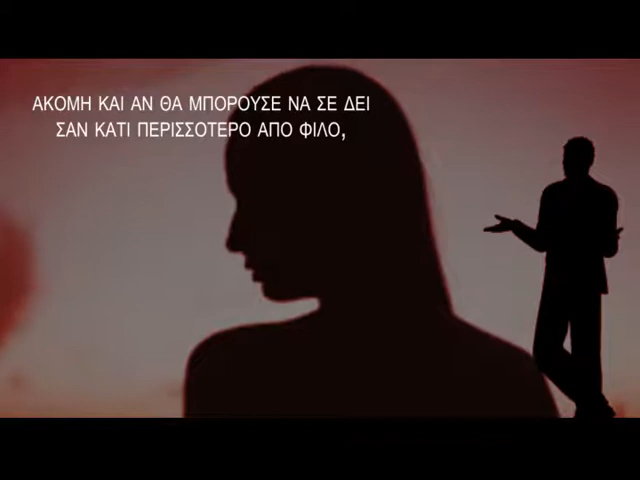 ΑΚΟΜΗ ΚΑΙ ΑΝ ΘΑ ΜΠΟΡΟΥΣΕ ΝΑ ΣΕ ΔΕΙ
ΣΑΝ ΚΑΤΙ ΠΕΡΙΣΣΟΤΕΡΟ ΑΠΟ ΦΙΛΟ,